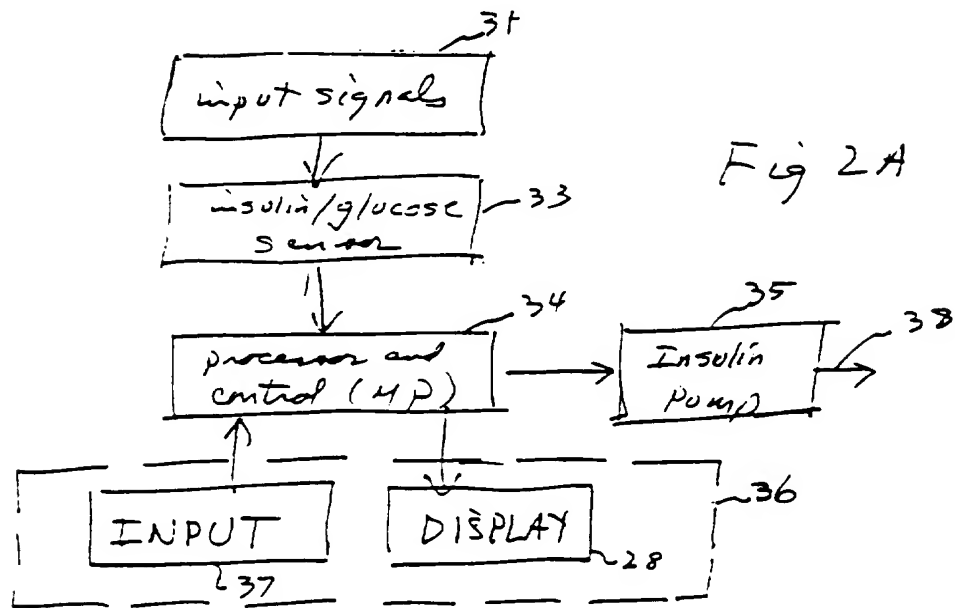 31
input signals
Fig 2A
insulin/glucose
sensor
33
34
processor and
control (MP)
35
Insulin
Pump
38
36
INPUT
37
DISPLAY
28